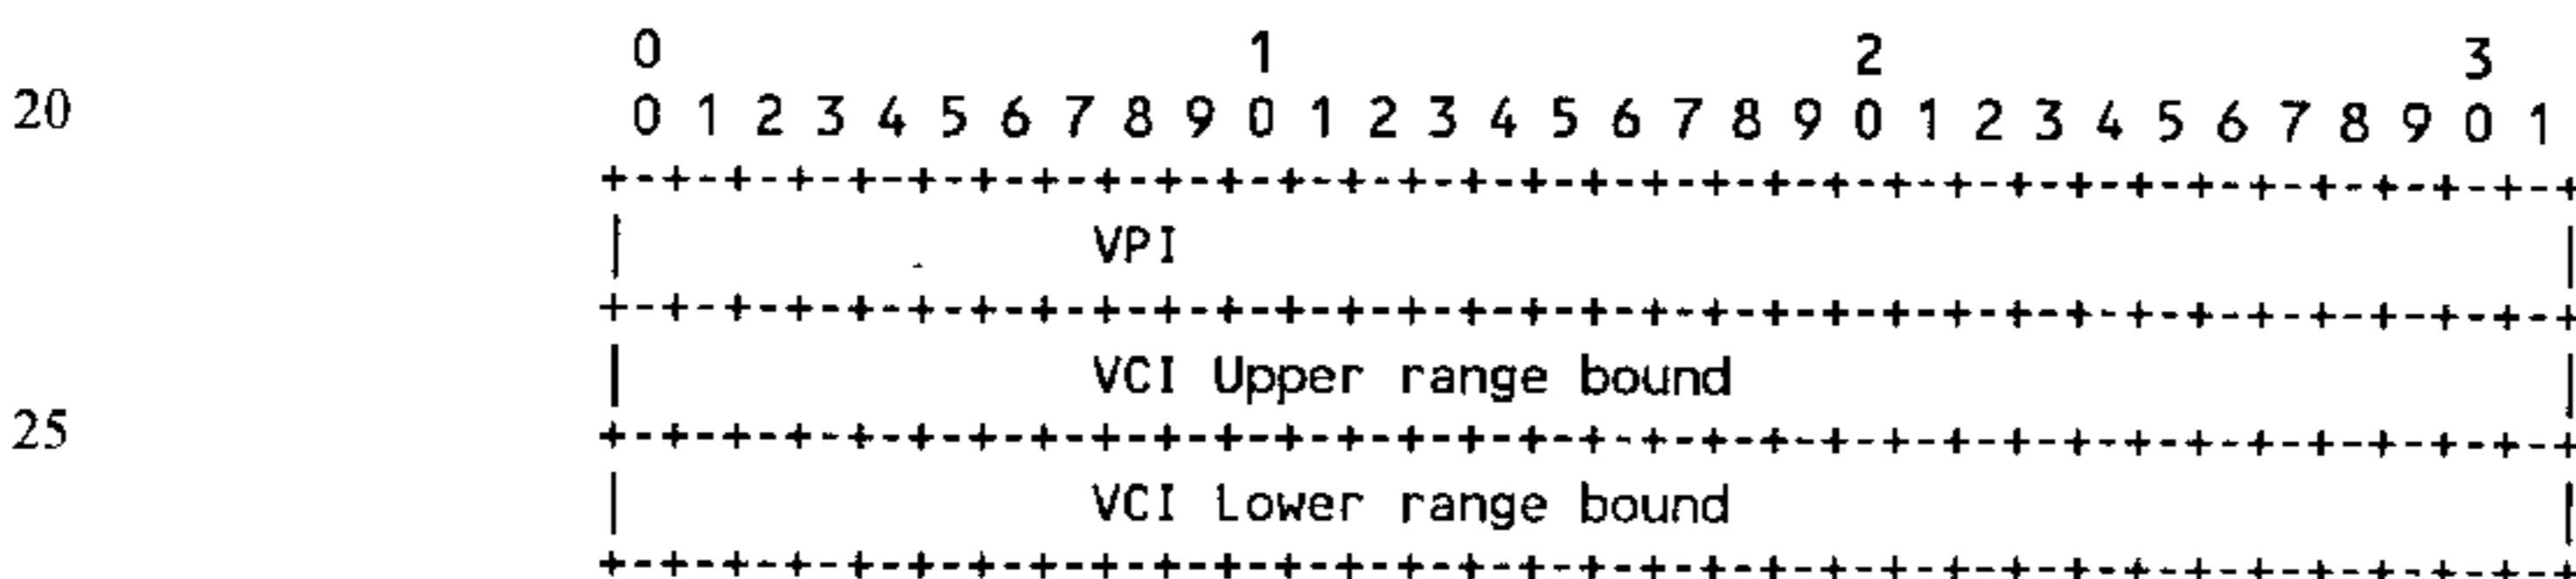 0 1 2 3
20 0 1 2 3 4 5 6 7 8 9 0 1 2 3 4 5 6 7 8 9 0 1 2 3 4 5 6 7 8 9 0 1
+-+-+-+-+-+-+-+-+-+-+-+-+-+-+-+-+-+-+-+-+-+-+-+-+-+-+-+-+-+-+-+-+
| VPI |
+-+-+-+-+-+-+-+-+-+-+-+-+-+-+-+-+-+-+-+-+-+-+-+-+-+-+-+-+-+-+-+-+
| VCI Upper range bound |
25 +-+-+-+-+-+-+-+-+-+-+-+-+-+-+-+-+-+-+-+-+-+-+-+-+-+-+-+-+-+-+-+-+
| VCI Lower range bound |
+-+-+-+-+-+-+-+-+-+-+-+-+-+-+-+-+-+-+-+-+-+-+-+-+-+-+-+-+-+-+-+-+